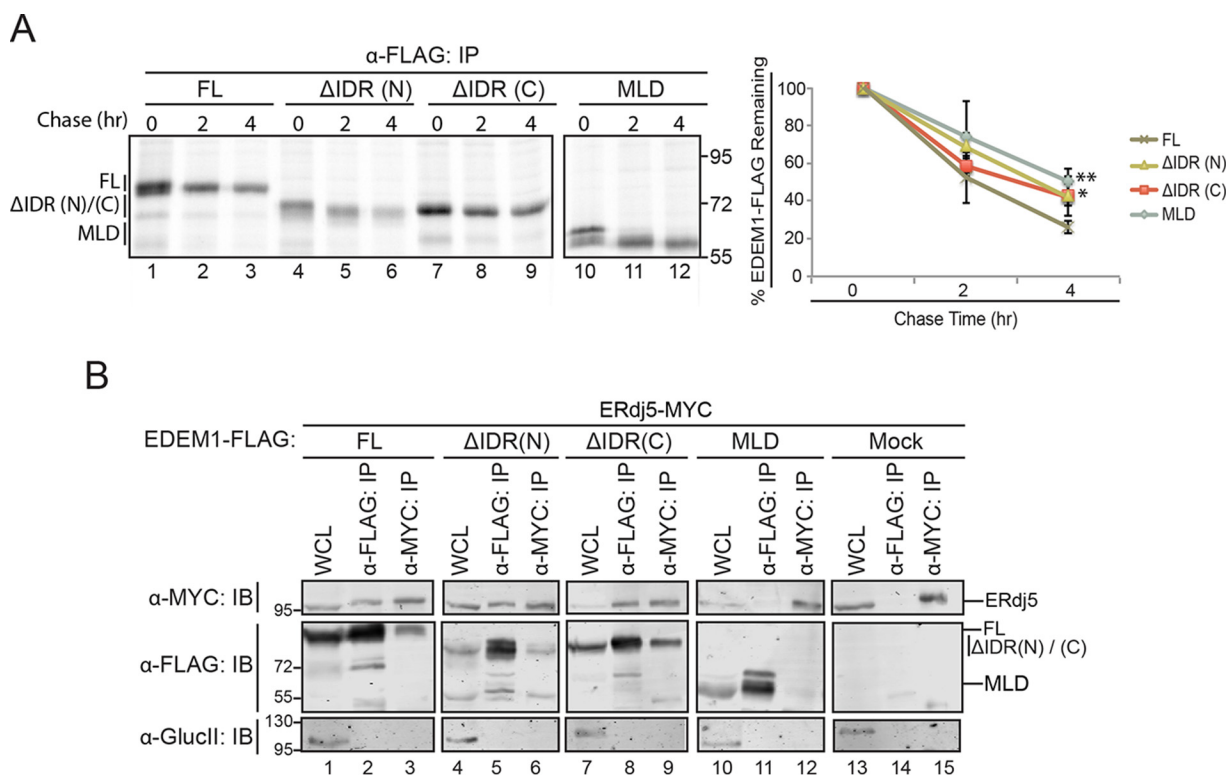 A
α-FLAG: IP
FL ΔIDR (N) ΔIDR (C) MLD
Chase (hr) 0 2 4 0 2 4 0 2 4 0 2 4
FL
ΔIDR (N)/(C)
MLD
95
72
55
1 2 3 4 5 6 7 8 9 10 11 12
% EDEM1-FLAG Remaining
100
80
60
40
20
0
0 2 4
Chase Time (hr)
**
*
FL
ΔIDR (N)
ΔIDR (C)
MLD
B
ERdj5-MYC
EDEM1-FLAG: FL ΔIDR(N) ΔIDR(C) MLD Mock
WCL α-FLAG: IP α-MYC: IP WCL α-FLAG: IP α-MYC: IP WCL α-FLAG: IP α-MYC: IP WCL α-FLAG: IP α-MYC: IP WCL α-FLAG: IP α-MYC: IP
α-MYC: IB 95 ERdj5
α-FLAG: IB 72 55
FL
ΔIDR(N) / (C)
MLD
α-GlucII: IB 130 95
1 2 3 4 5 6 7 8 9 10 11 12 13 14 15